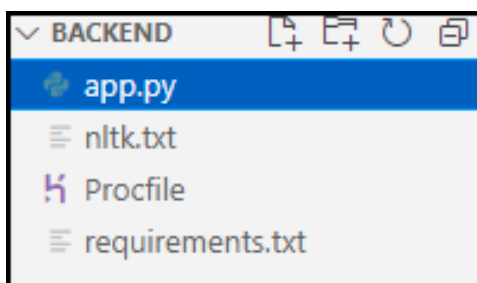 BACKEND
app.py
nltk.txt
Procfile
requirements.txt